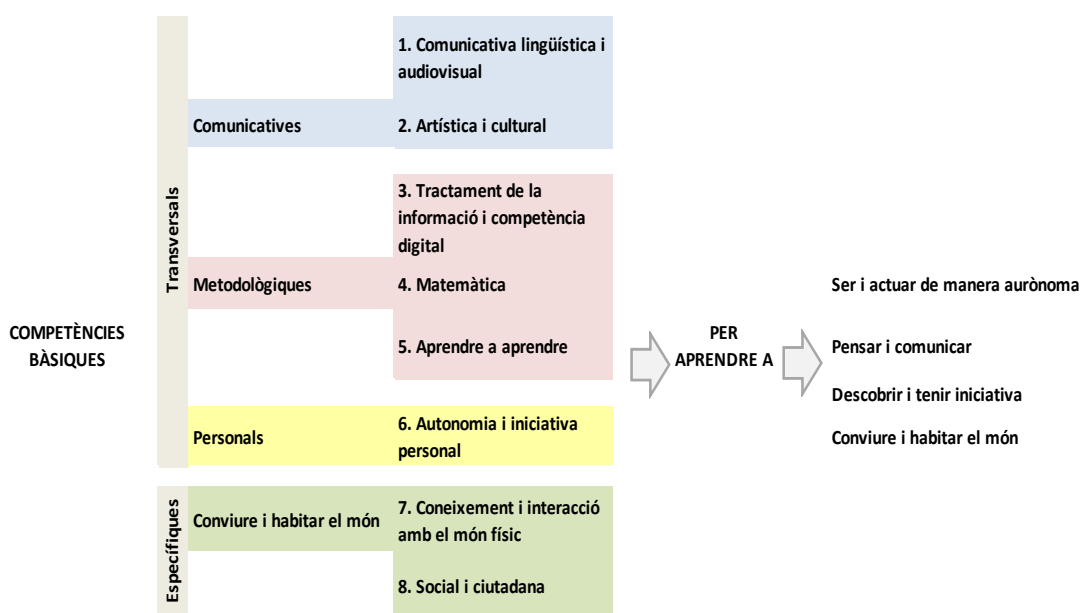 COMPETÈNCIES
BÀSIQUES
Transversals
Comunicatives
1. Comunicativa lingüística i
audiovisual
2. Artística i cultural
Metodològiques
3. Tractament de la
informació i competència
digital
4. Matemàtica
5. Aprendre a aprendre
Personals
6. Autonomia i iniciativa
personal
Específiques
Conviure i habitar el món
7. Coneixement i interacció
amb el món físic
8. Social i ciutadana
PER
APRENDRE A
Ser i actuar de manera aurònoma
Pensar i comunicar
Descobrir i tenir iniciativa
Conviure i habitar el món